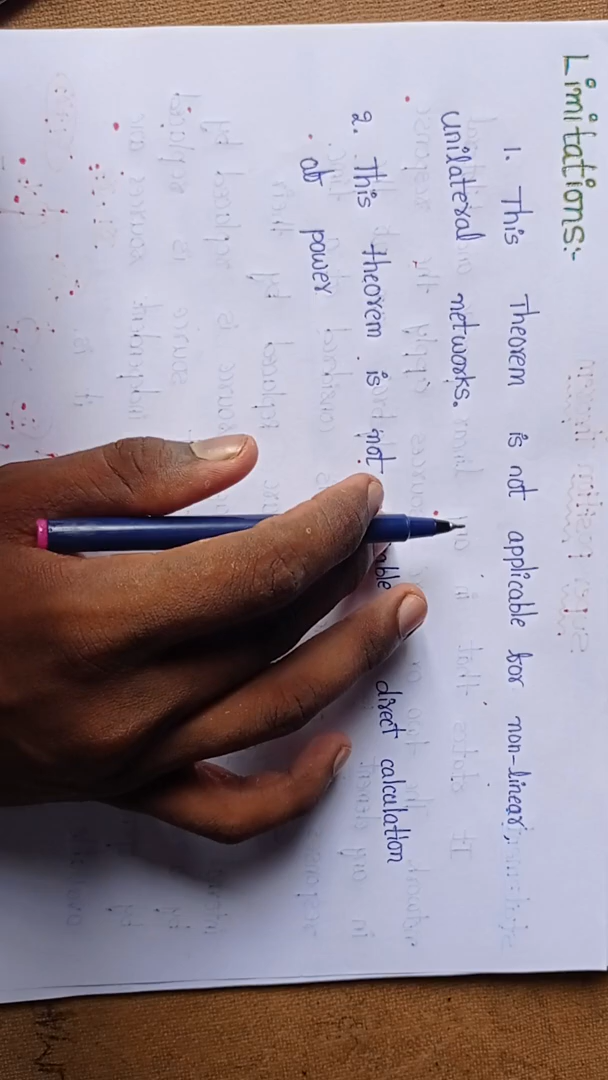 Limitations:-
1. This Theorem is not applicable for non-linear,
unilateral networks.
2. This theorem is not direct calculation
of power